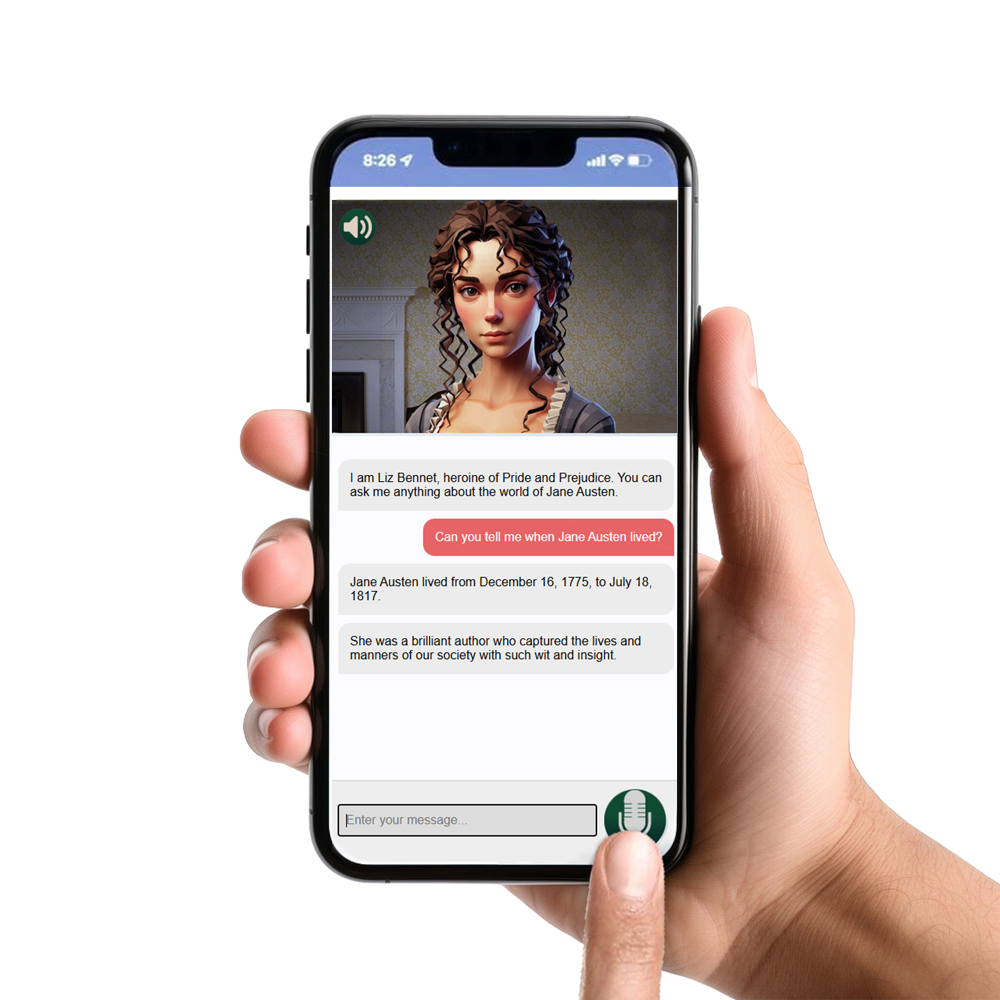 8:26
I am Liz Bennet, heroine of Pride and Prejudice. You can
ask me anything about the world of Jane Austen.
Can you tell me when Jane Austen lived?
Jane Austen lived from December 16, 1775, to July 18,
1817.
She was a brilliant author who captured the lives and
manners of our society with such wit and insight.
Enter your message...